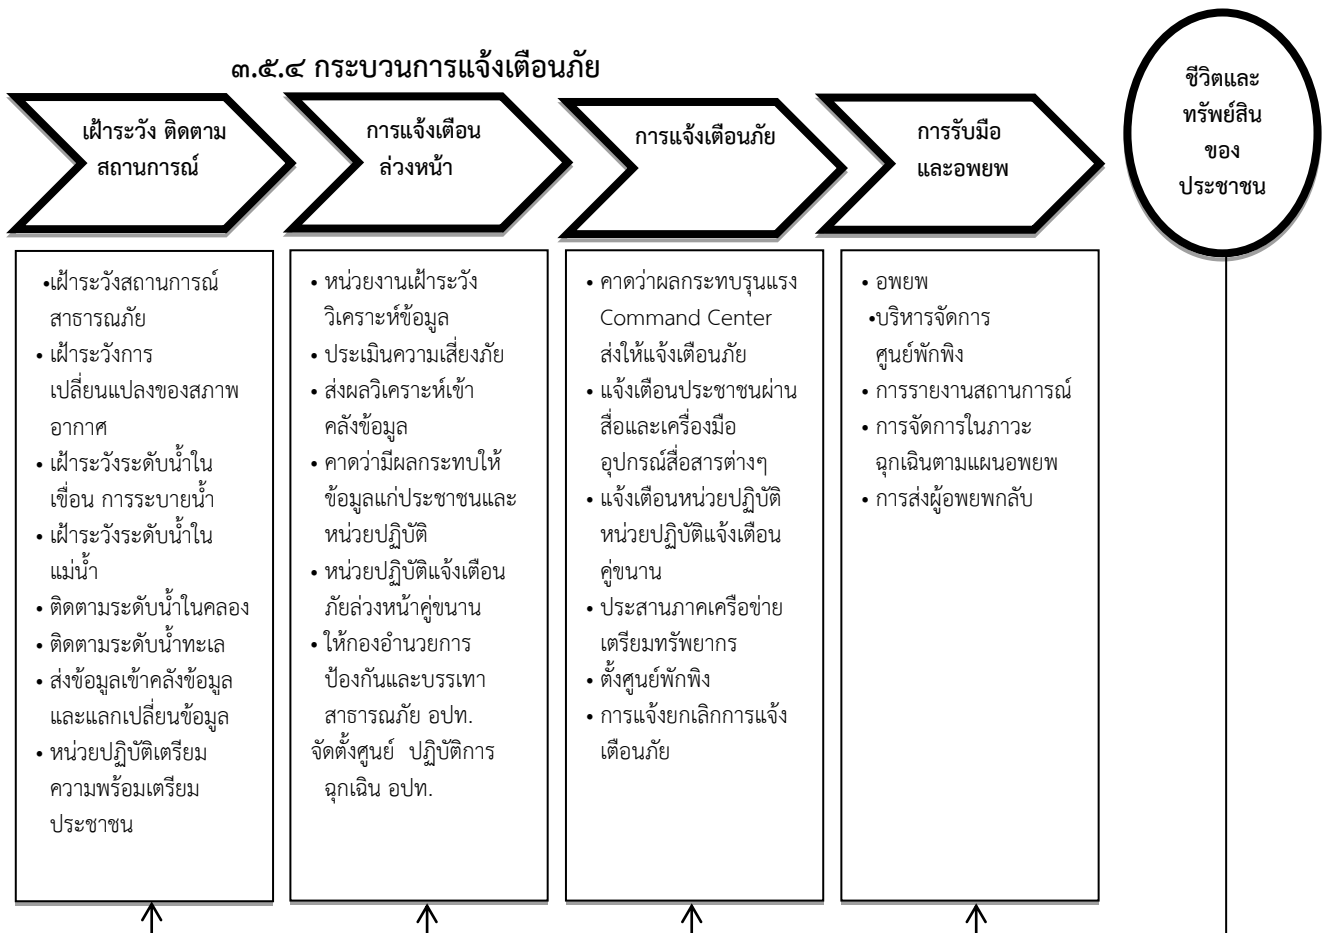 ๓.๕.๔ กระบวนการแจ้งเตือนภัย
เฝ้าระวัง ติดตาม
สถานการณ์
การแจ้งเตือน
ล่วงหน้า
การแจ้งเตือนภัย
การรับมือ
และอพยพ
ชีวิตและ
ทรัพย์สิน
ของ
ประชาชน
•เฝ้าระวังสถานการณ์
สาธารณภัย
• เฝ้าระวังการ
เปลี่ยนแปลงของสภาพ
อากาศ
• เฝ้าระวังระดับน้ำใน
เขื่อน การระบายน้ำ
• เฝ้าระวังระดับน้ำใน
แม่น้ำ
• ติดตามระดับน้ำในคลอง
• ติดตามระดับน้ำทะเล
• ส่งข้อมูลเข้าคลังข้อมูล
และแลกเปลี่ยนข้อมูล
• หน่วยปฏิบัติเตรียม
ความพร้อมเตรียม
ประชาชน
• หน่วยงานเฝ้าระวัง
วิเคราะห์ข้อมูล
• ประเมินความเสี่ยงภัย
• ส่งผลวิเคราะห์เข้า
คลังข้อมูล
• คาดว่ามีผลกระทบให้
ข้อมูลแก่ประชาชนและ
หน่วยปฏิบัติ
• หน่วยปฏิบัติแจ้งเตือน
ภัยล่วงหน้าคู่ขนาน
• ให้กองอำนวยการ
ป้องกันและบรรเทา
สาธารณภัย อปท.
จัดตั้งศูนย์ ปฏิบัติการ
ฉุกเฉิน อปท.
• คาดว่าผลกระทบรุนแรง
Command Center
ส่งให้แจ้งเตือนภัย
• แจ้งเตือนประชาชนผ่าน
สื่อและเครื่องมือ
อุปกรณ์สื่อสารต่างๆ
• แจ้งเตือนหน่วยปฏิบัติ
หน่วยปฏิบัติแจ้งเตือน
คู่ขนาน
• ประสานภาคเครือข่าย
เตรียมทรัพยากร
• ตั้งศูนย์พักพิง
• การแจ้งยกเลิกการแจ้ง
เตือนภัย
• อพยพ
•บริหารจัดการ
ศูนย์พักพิง
• การรายงานสถานการณ์
• การจัดการในภาวะ
ฉุกเฉินตามแผนอพยพ
• การส่งผู้อพยพกลับ